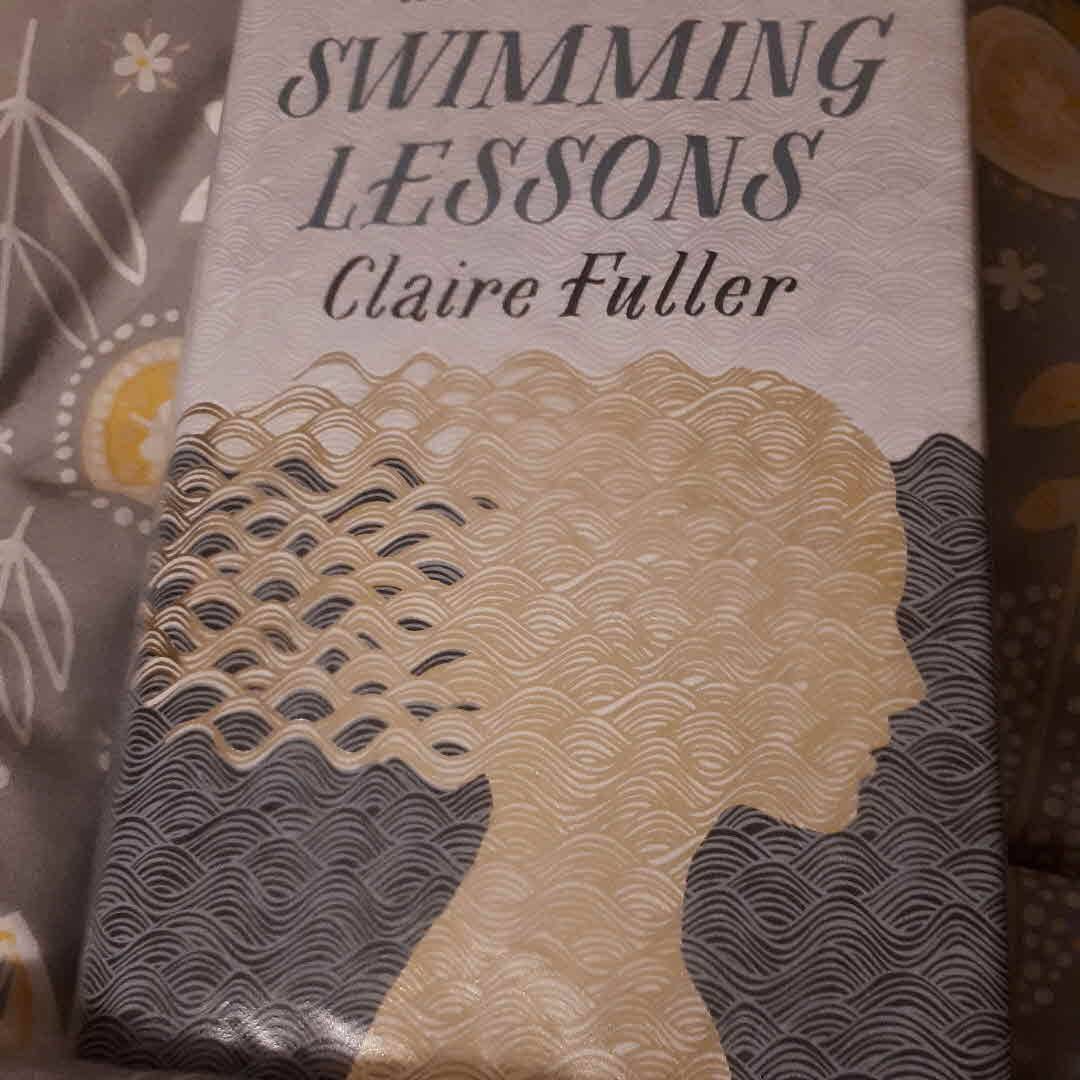 SWIMMING
LESSONS
Claire Fuller